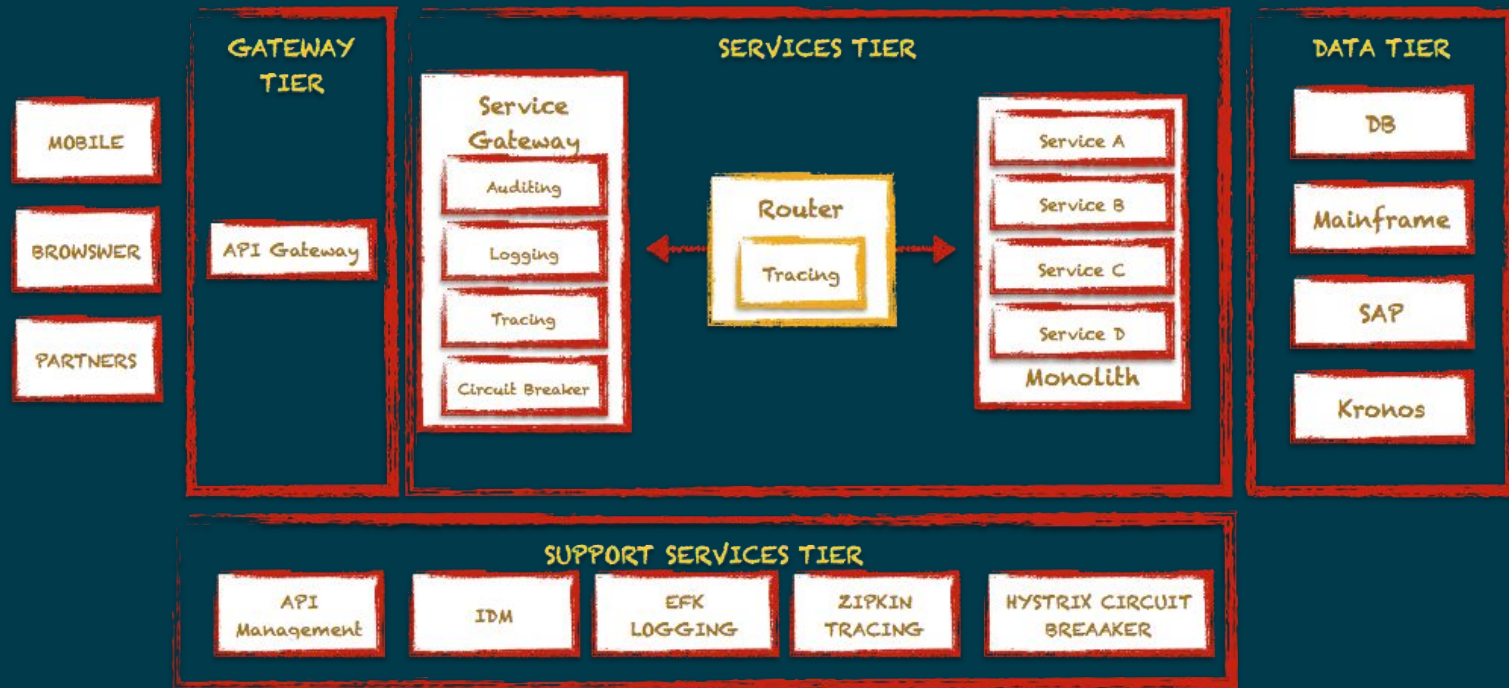 MOBILE
BROWSWER
PARTNERS
GATEWAY
TIER
API Gateway
SERVICES TIER
Service
Gateway
Auditing
Logging
Tracing
Circuit Breaker
Router
Tracing
Service A
Service B
Service C
Service D
Monolith
DATA TIER
DB
Mainframe
SAP
Kronos
SUPPORT SERVICES TIER
API
Management
IDM
EFK
LOGGING
ZIPKIN
TRACING
HYSTRIX CIRCUIT
BREAAKER